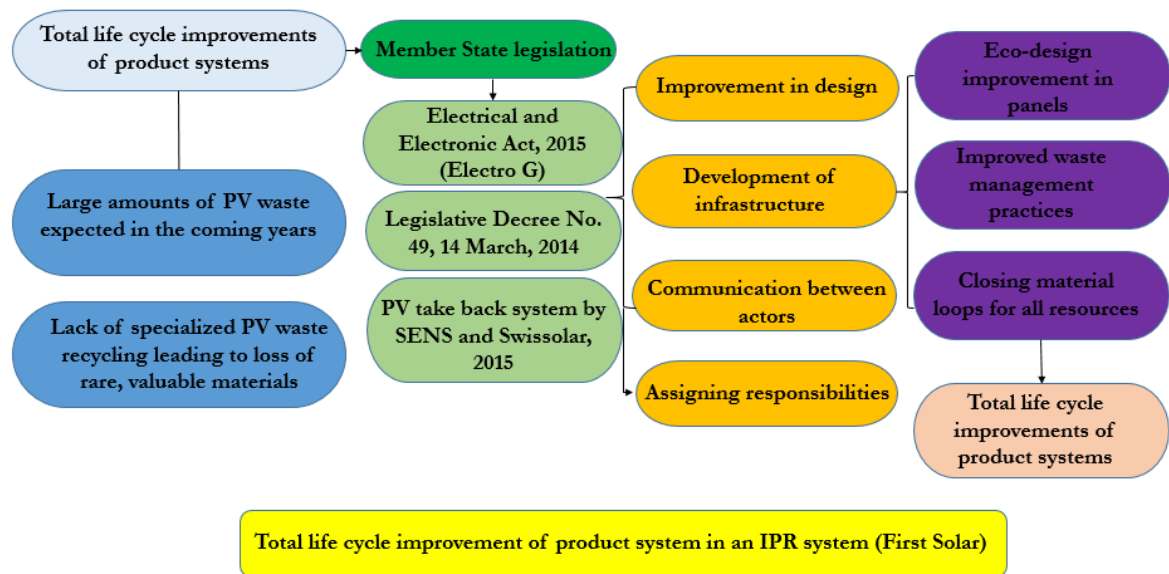 Total life cycle improvements
of product systems
Large amounts of PV waste
expected in the coming years
Lack of specialized PV waste
recycling leading to loss of
rare, valuable materials
Member State legislation
Electrical and
Electronic Act, 2015
(Electro G)
Legislative Decree No.
49, 14 March, 2014
PV take back system by
SENS and Swissolar,
2015
Improvement in design
Development of
infrastructure
Communication between
actors
Assigning responsibilities
Eco-design
improvement in
panels
Improved waste
management
practices
Closing material
loops for all resources
Total life cycle
improvements of
product systems
Total life cycle improvement of product system in an IPR system (First Solar)